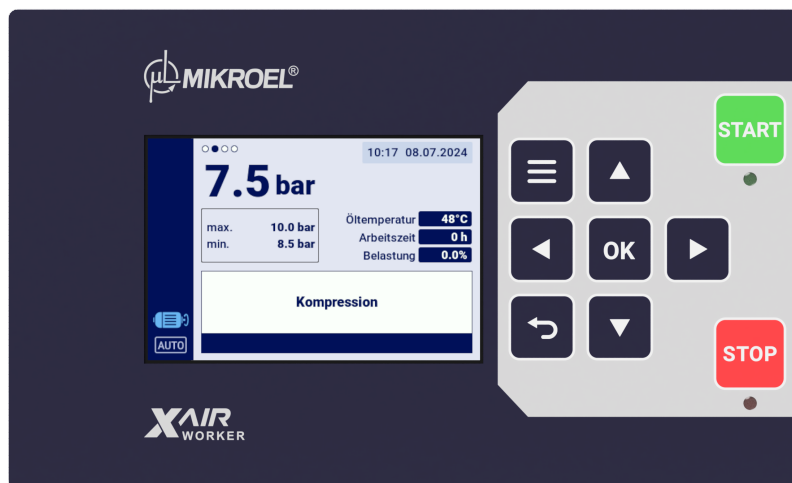 µL MIKROEL®
10:17 08.07.2024
7.5 bar
max. 10.0 bar
min. 8.5 bar
Öltemperatur 48°C
Arbeitszeit 0 h
Belastung 0.0%
Kompression
AUTO
START
OK
STOP
XAIR
WORKER